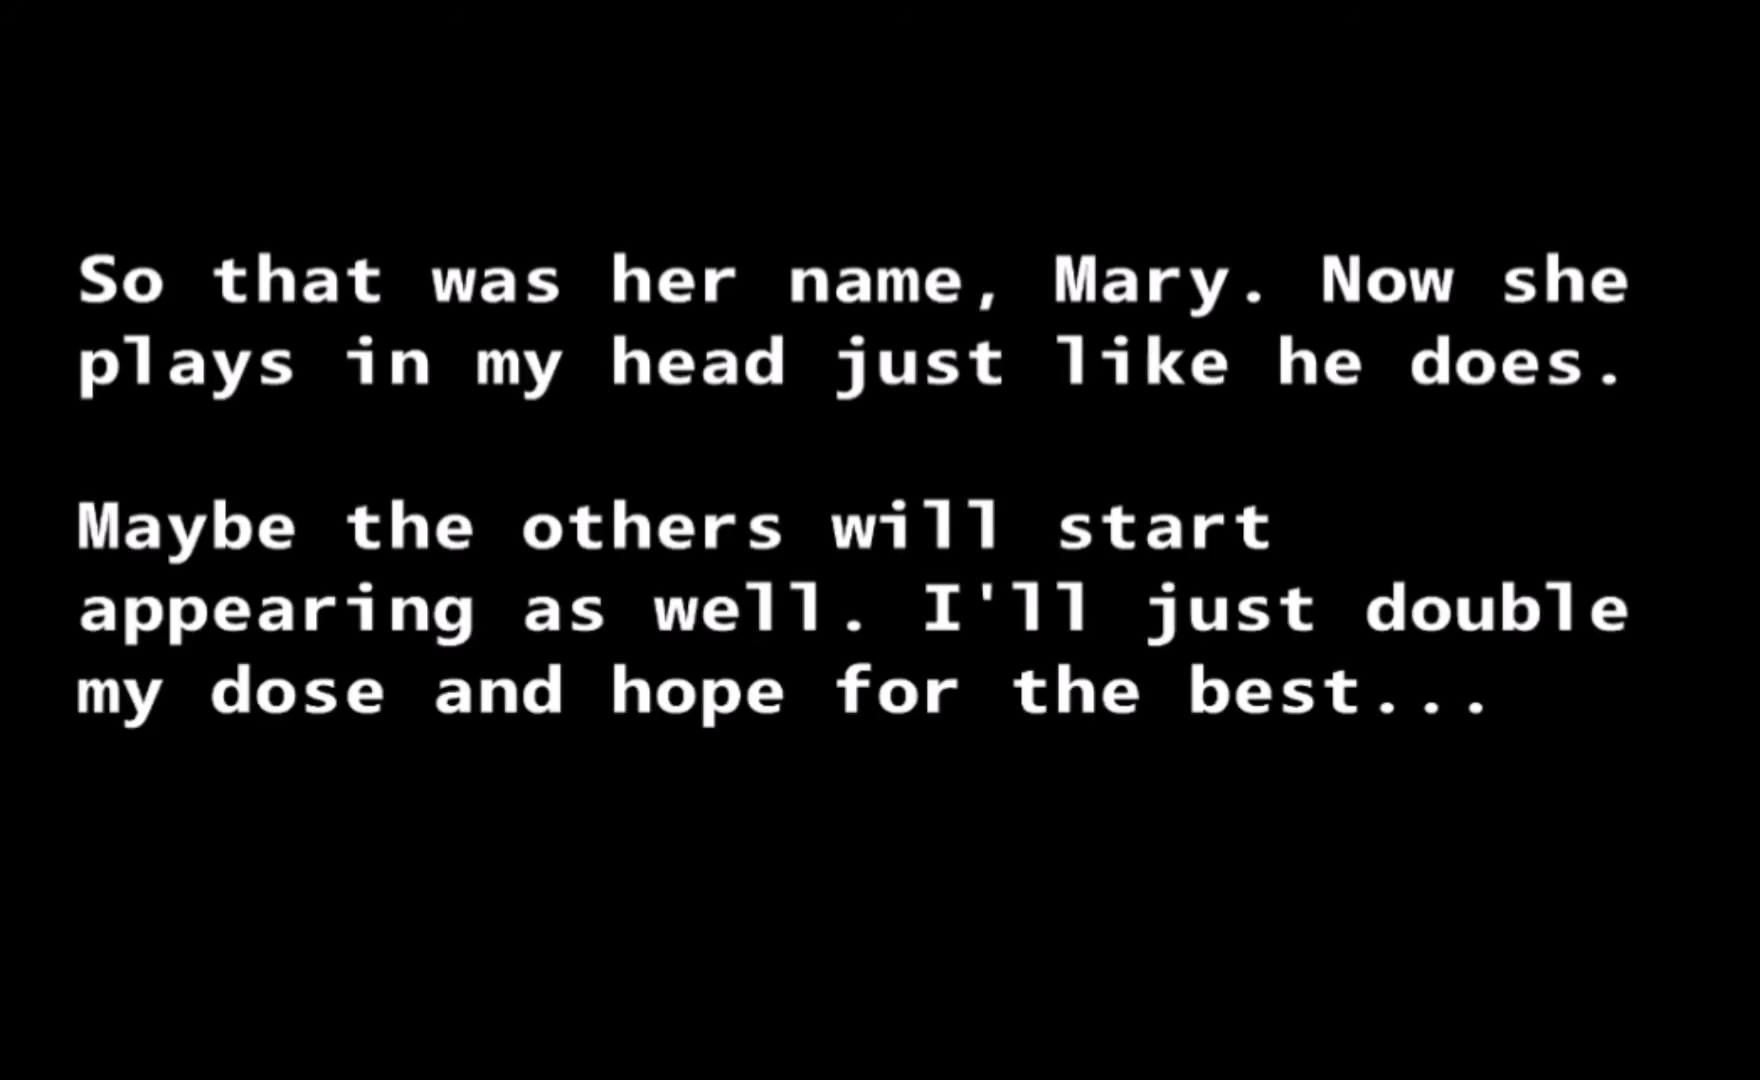 So that was her name, Mary. Now she
plays in my head just like he does.
Maybe the others will start
appearing as well. I'll just double
my dose and hope for the best...